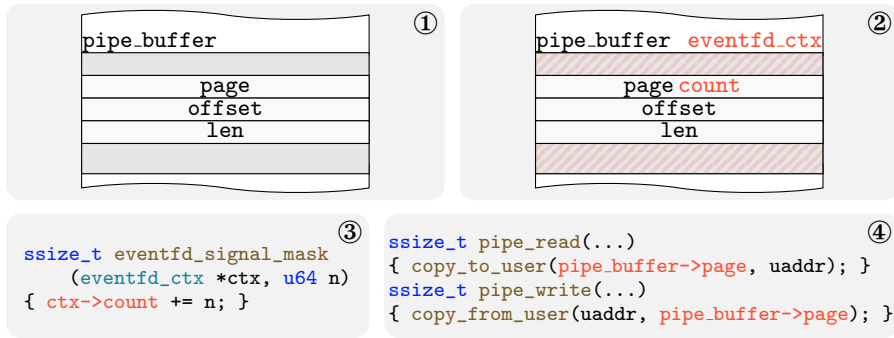 ①
pipe_buffer
page
offset
len
②
pipe_buffer eventfd_ctx
page count
offset
len
③
ssize_t eventfd_signal_mask
(eventfd_ctx *ctx, u64 n)
{ ctx->count += n; }
④
ssize_t pipe_read(...)
{ copy_to_user(pipe_buffer->page, uaddr); }
ssize_t pipe_write(...)
{ copy_from_user(uaddr, pipe_buffer->page); }